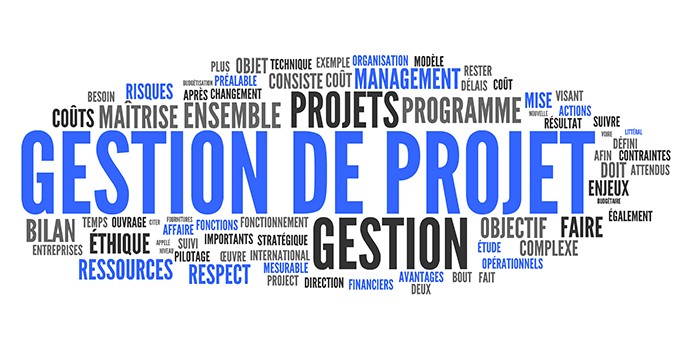 PLUS OBJET TECHNIQUE EXEMPLE ORGANISATION MODÈLE
BUDGÉTISATION PRÉALABLE CONSISTE COÛT MANAGEMENT RESTER
BESOIN RISQUES APRÈS CHANGEMENT DÉLAIS COÛT
COÛTS MAÎTRISE ENSEMBLE PROJETS PROGRAMME MISE VISANT
NOUVELLE ACTIONS
RÉSULTAT SUIVRE
VOIRE LITTÉRAL
DÉFINI
GESTION DE PROJET
AFIN CONTRAINTES
DOIT ATTENDUS
ENJEUX
BUDGÉTAIRE
BILAN TEMPS OUVRAGE CITER FOURNITURES AFFAIRE FONCTIONS FONCTIONNEMENT GESTION OBJECTIF FAIRE ÉGALEMENT
ENTREPRISES ÉTHIQUE APPELÉ NIVEAU SUIVI IMPORTANTS STRATÉGIQUE ÉTUDE COMPLEXE
PILOTAGE ŒUVRE INTERNATIONAL OPÉRATIONNELS
RESSOURCES RESPECT MESURABLE
PROJECT DIRECTION FINANCIERS AVANTAGES BOUT FAIT
DEUX